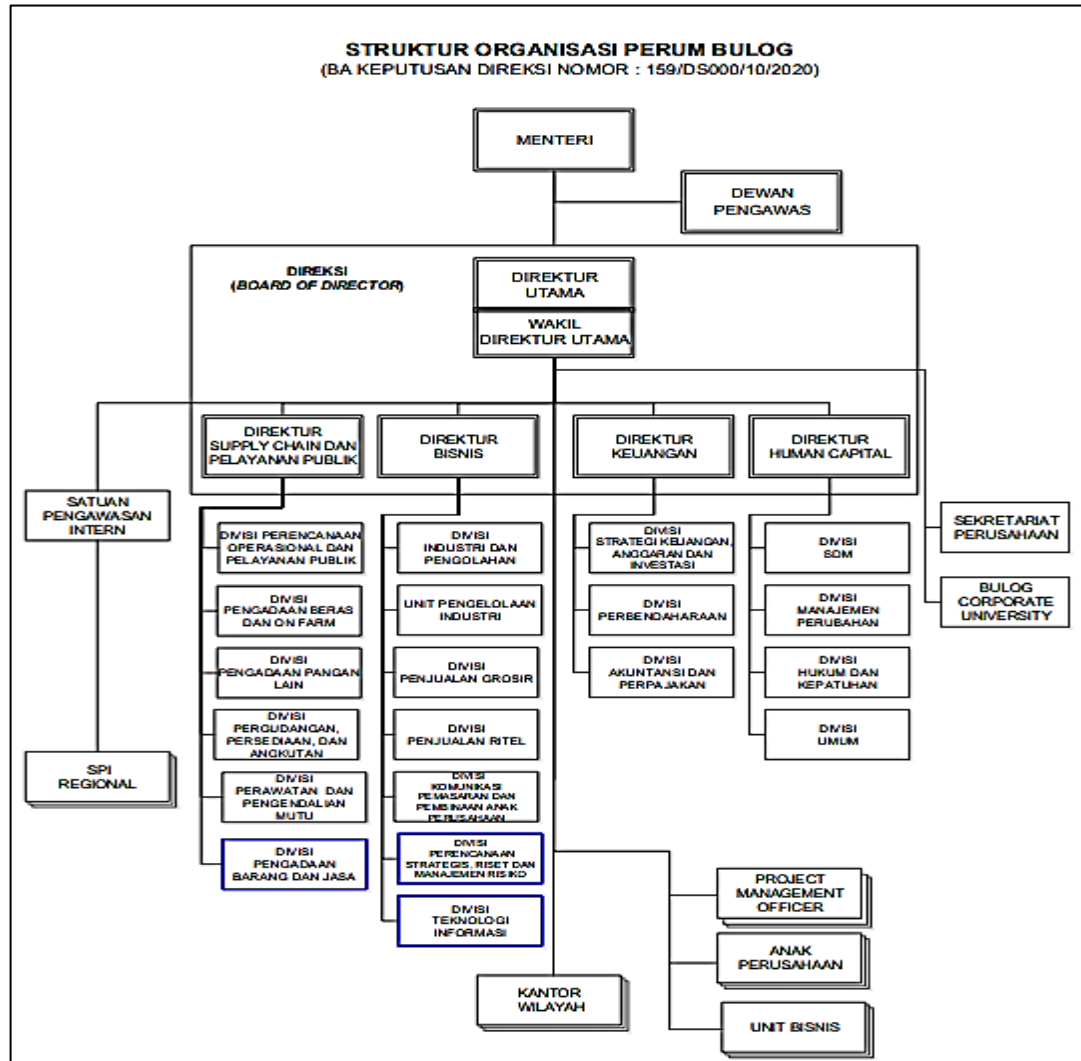 STRUKTUR ORGANISASI PERUM BULOG
(BA KEPUTUSAN DIREKSI NOMOR : 159/DS000/10/2020)
MENTERI
DEWAN
PENGAWAS
DIREKSI
(BOARD OF DIRECTOR)
DIREKTUR
UTAMA
WAKIL
DIREKTUR UTAMA
DIREKTUR
SUPPLY CHAIN DAN
PELAYANAN PUBLIK
DIREKTUR
BISNIS
DIREKTUR
KEUANGAN
DIREKTUR
HUMAN CAPITAL
SATUAN
PENGAWASAN
INTERN
SEKRETARIAT
PERUSAHAAN
BULOG
CORPORATE
UNIVERSITY
SPI
REGIONAL
DIVISI PERENCANAAN
OPERASIONAL DAN
PELAYANAN PUBLIK
DIVISI
PENGADAAN BERAS
DAN ON FARM
DIVISI
PENGADAAN PANGAN
LAIN
DIVISI
PERGUDANGAN,
PERSEDIAAN, DAN
ANGKUTAN
DIVISI
PERAWATAN DAN
PENGENDALIAN
MUTU
DIVISI
PENGADAAN
BARANG DAN JASA
DIVISI
INDUSTRI DAN
PENGOLAHAN
UNIT PENGELOLAAN
INDUSTRI
DIVISI
PENJUALAN GROSIR
DIVISI
PENJUALAN RITEL
DIVISI
KOMUNIKASI
PEMASARAN DAN
PEMBINAAN ANAK
PERUSAHAAN
DIVISI
PERENCANAAN
STRATEGIS, RISET DAN
MANAJEMEN RISIKO
DIVISI
TEKNOLOGI
INFORMASI
DIVISI
STRATEGI KEUANGAN,
ANGGARAN DAN
INVESTASI
DIVISI
PERBENDAHARAAN
DIVISI
AKUNTANSI DAN
PERPAJAKAN
DIVISI
SDM
DIVISI
MANAJEMEN
PERUBAHAN
DIVISI
HUKUM DAN
KEPATUHAN
DIVISI
UMUM
KANTOR
WILAYAH
PROJECT
MANAGEMENT
OFFICER
ANAK
PERUSAHAAN
UNIT BISNIS